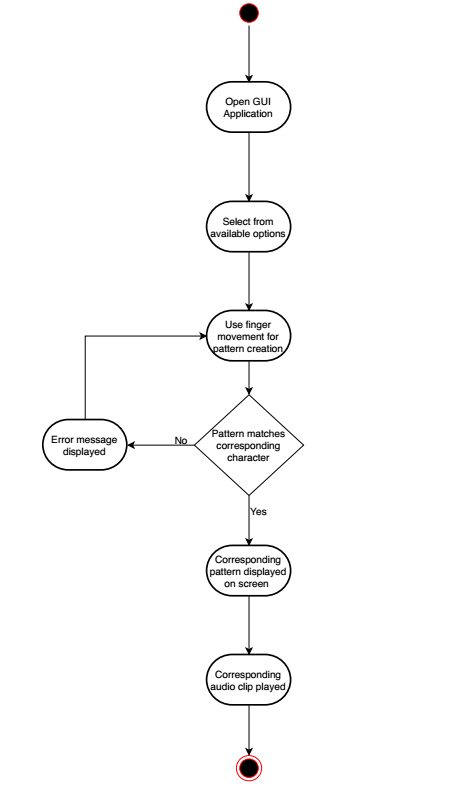 Open GUI
Application
Select from
available options
Use finger
movement for
pattern creation
Pattern matches
corresponding
character
No
Error message
displayed
Yes
Corresponding
pattern displayed
on screen
Corresponding
audio clip played